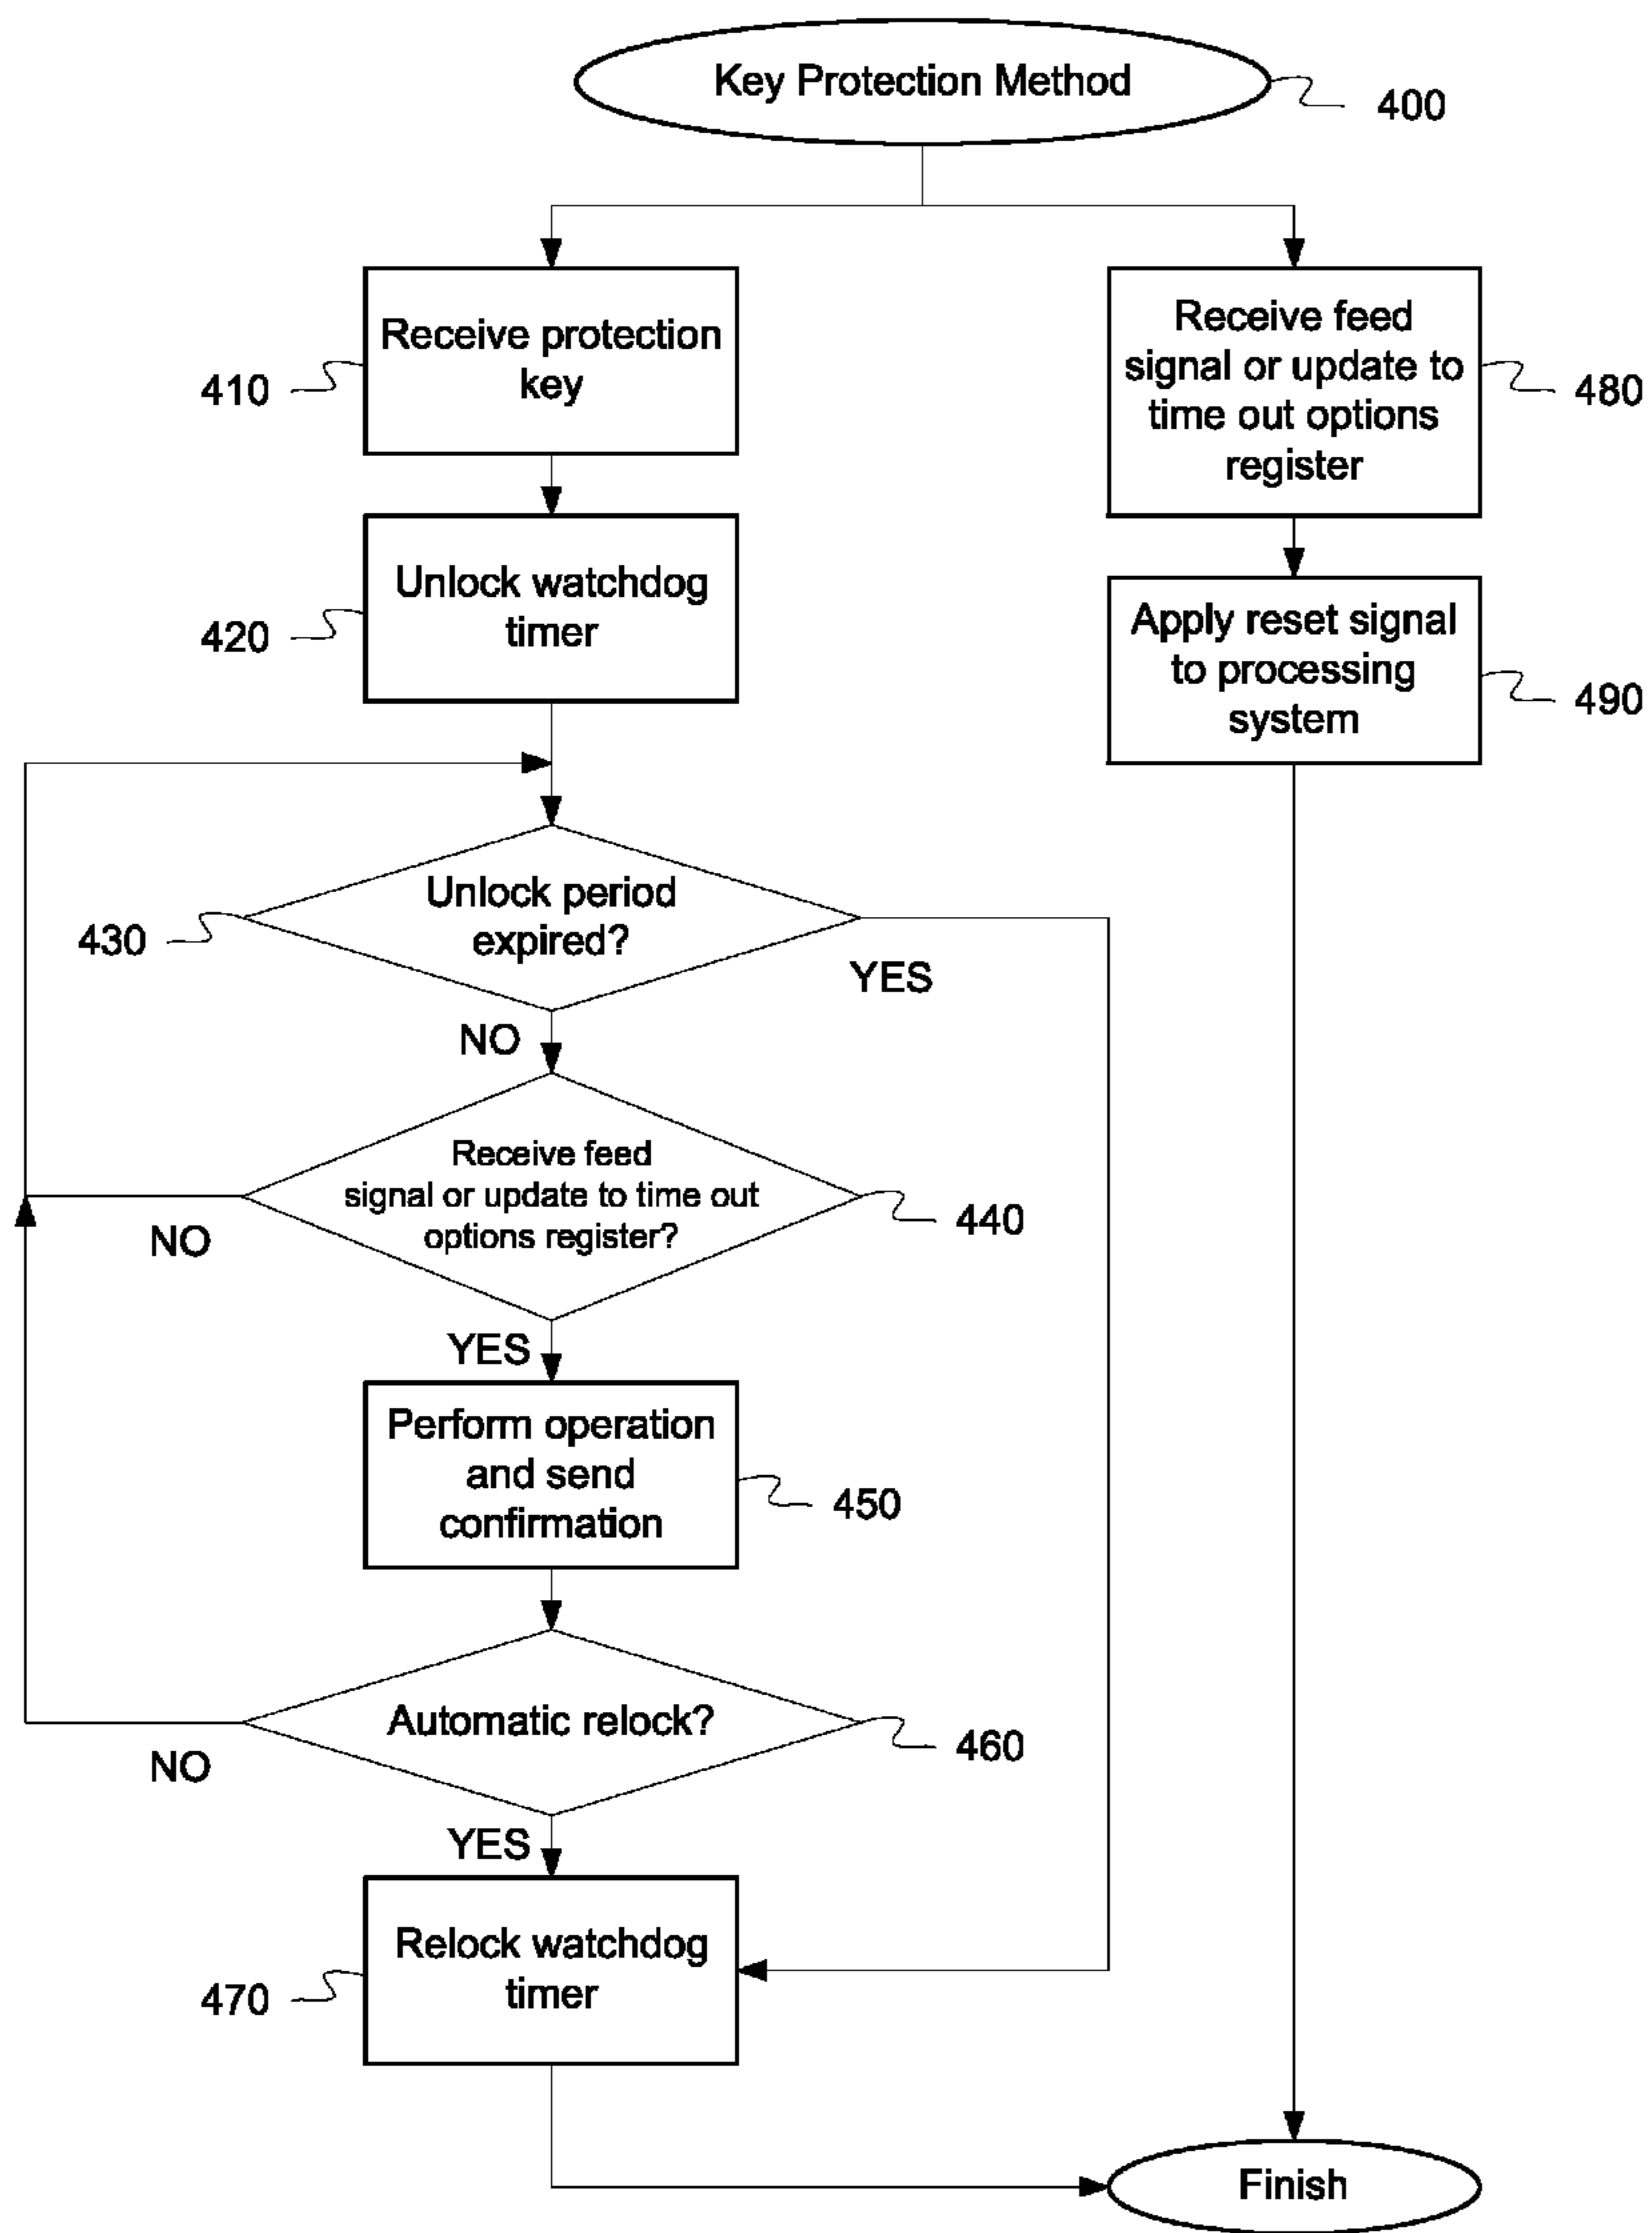 Key Protection Method
400
Receive protection
key
410
Receive feed
signal or update to
time out options
register
480
Unlock watchdog
timer
420
Apply reset signal
to processing
system
490
Unlock period
expired?
430
YES
NO
Receive feed
signal or update to time out
options register?
440
NO
YES
Perform operation
and send
confirmation
450
Automatic relock?
460
NO
YES
Relock watchdog
timer
470
Finish